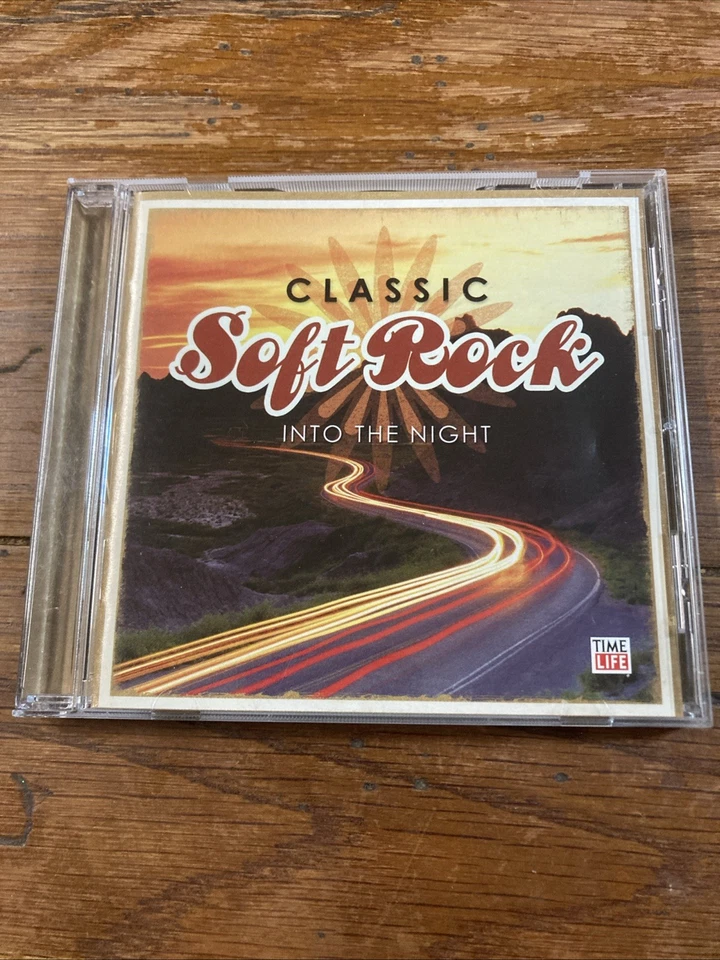 CLASSIC
Soft Rock
INTO THE NIGHT
TIME
LIFE